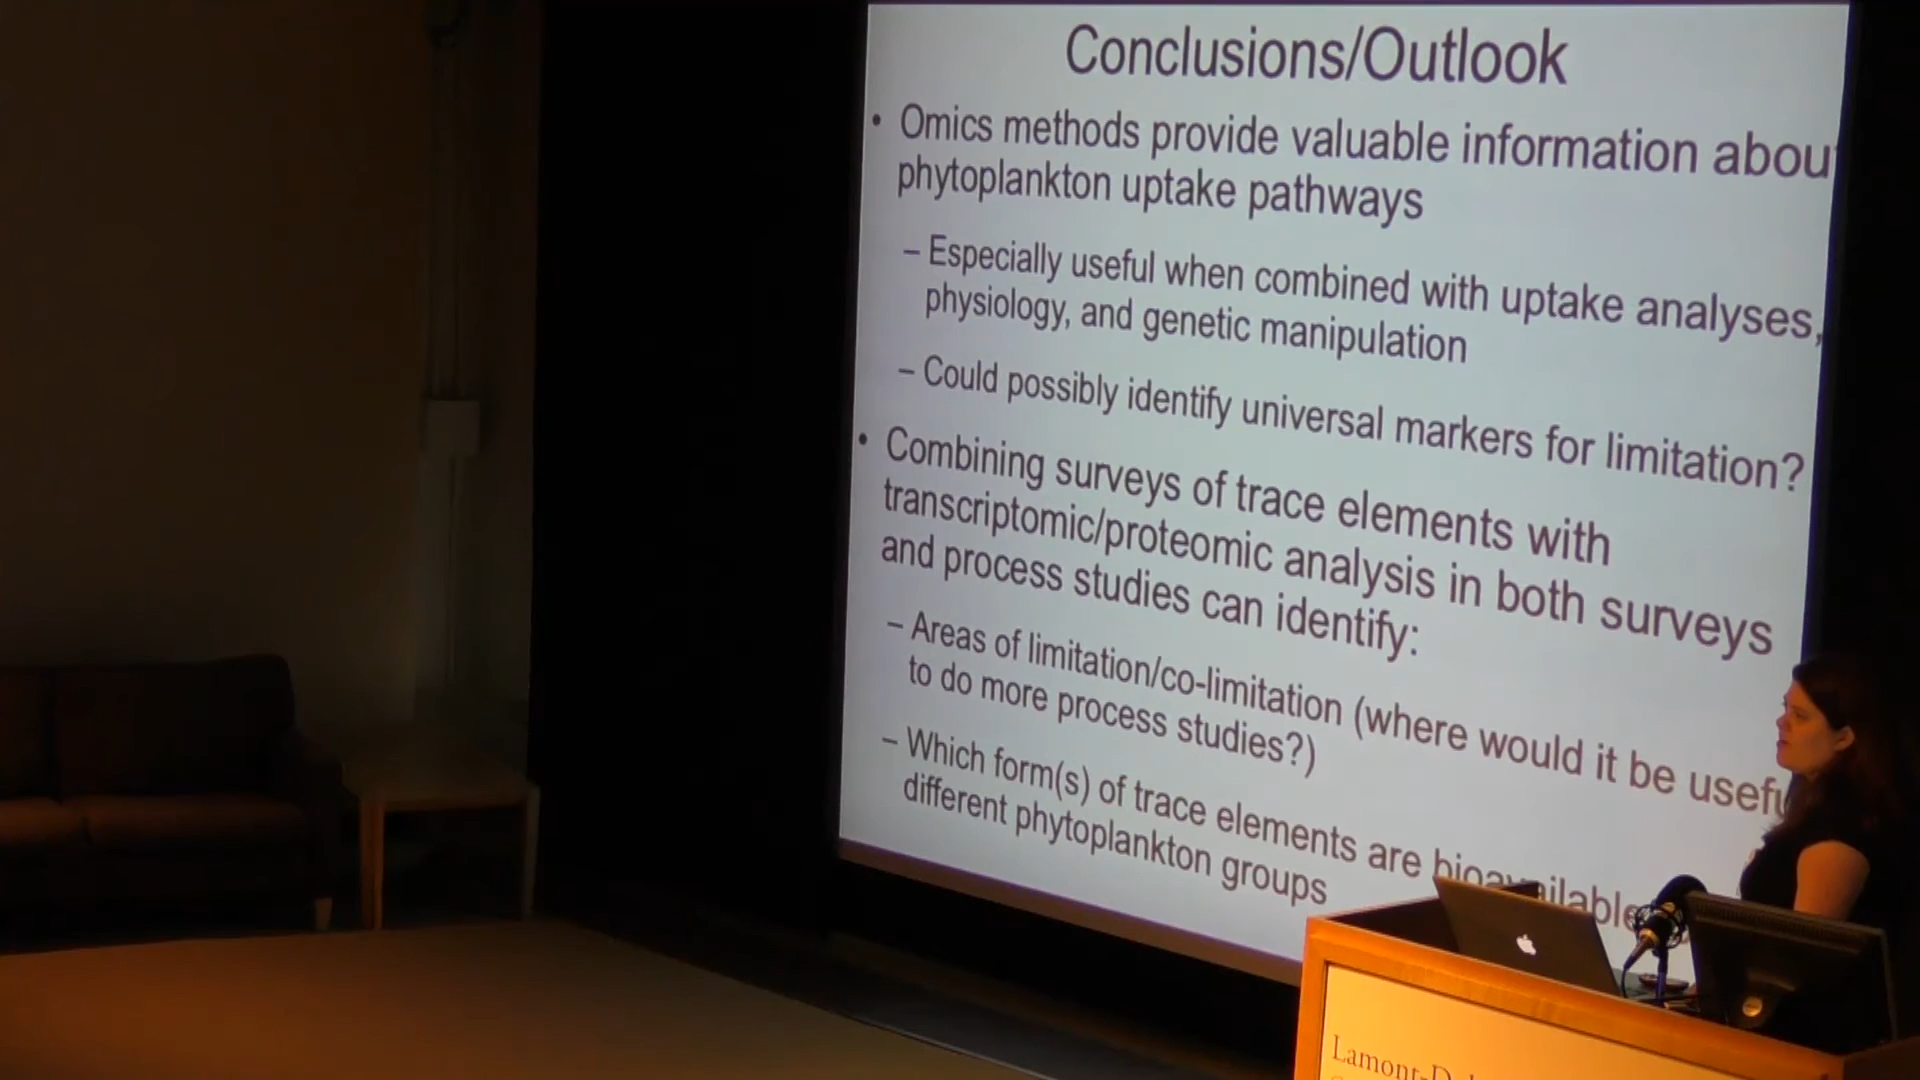 Conclusions/Outlook
• Omics methods provide valuable information abou
phytoplankton uptake pathways
– Especially useful when combined with uptake analyses,
physiology, and genetic manipulation
– Could possibly identify universal markers for limitation?
• Combining surveys of trace elements with
transcriptomic/proteomic analysis in both surveys
and process studies can identify:
– Areas of limitation/co-limitation (where would it be usefu
to do more process studies?)
– Which form(s) of trace elements are bioavailable
different phytoplankton groups
Lamont-D